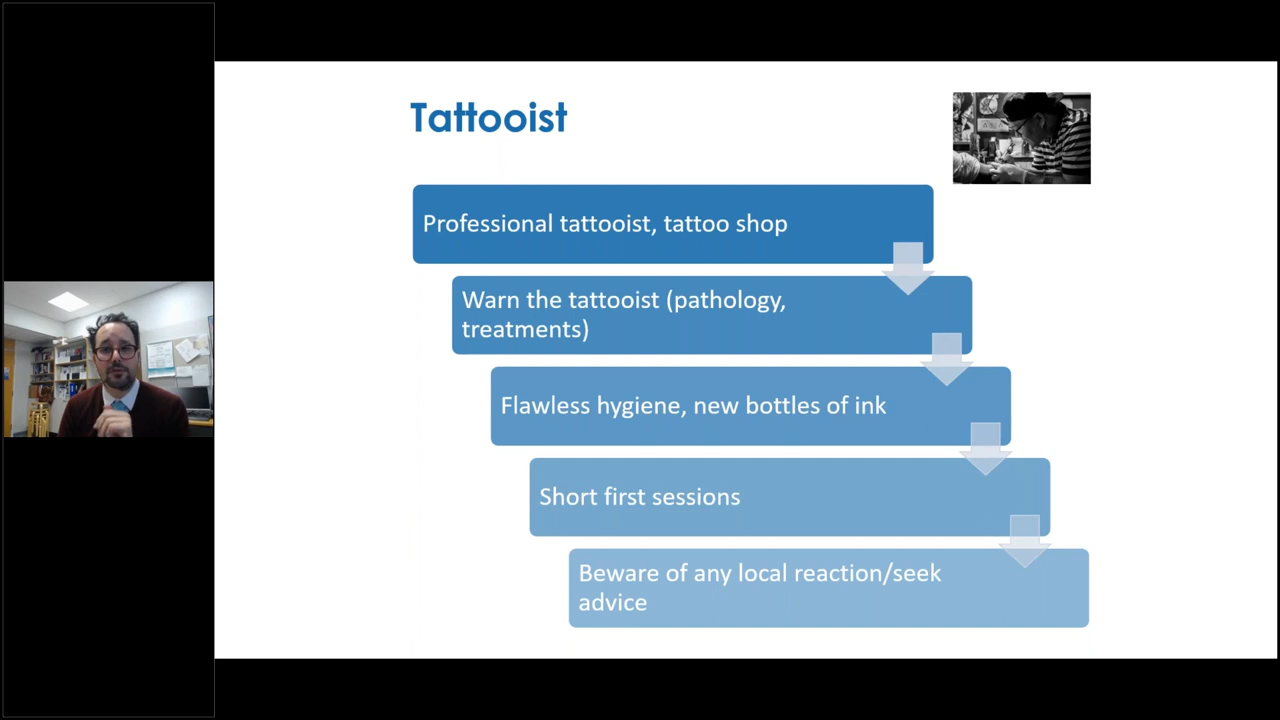 Tattooist
Professional tattooist, tattoo shop
Warn the tattooist (pathology,
treatments)
Flawless hygiene, new bottles of ink
Short first sessions
Beware of any local reaction/seek
advice